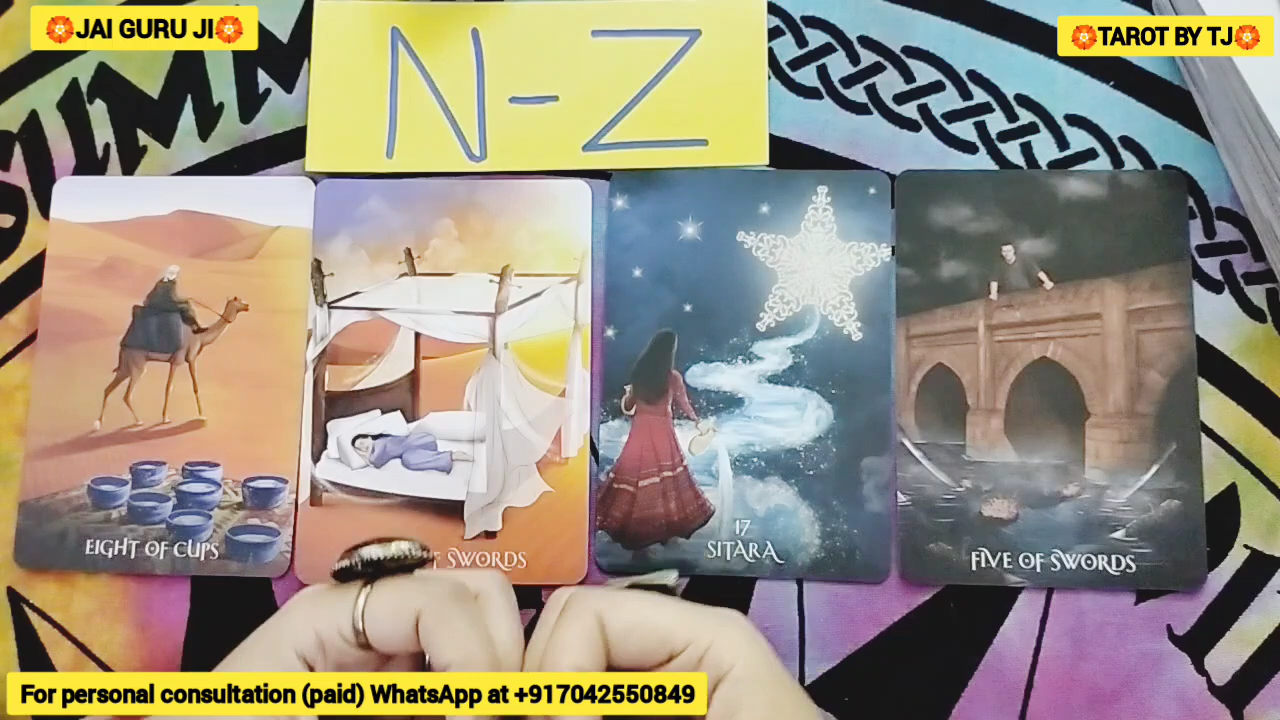 🏵️JAI GURU JI🏵️
🏵️TAROT BY TJ🏵️
N-Z
SUMM
EIGHT OF CUPS
SWORDS
17
SITARA
FIVE OF SWORDS
For personal consultation (paid) WhatsApp at +917042550849